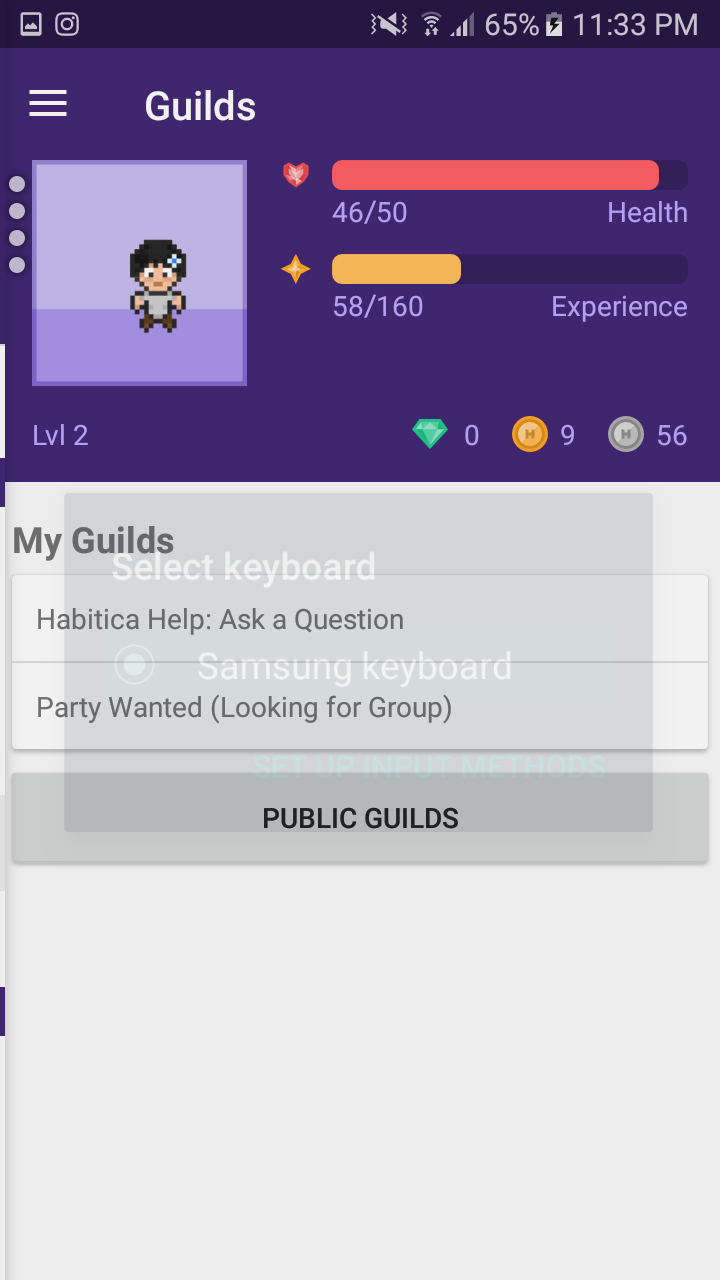 65% 11:33 PM
Guilds
46/50 Health
58/160 Experience
Lvl 2 0 H 9 H 56
My Guilds
Select keyboard
Habitica Help: Ask a Question
Samsung keyboard
Party Wanted (Looking for Group)
SET UP INPUT METHODS
PUBLIC GUILDS